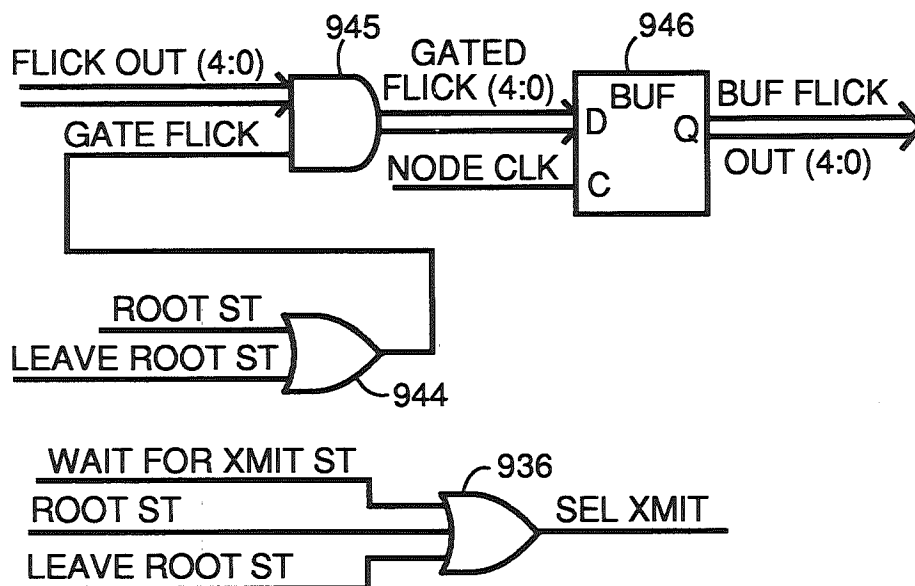 945
946
FLICK OUT (4:0)
GATED
FLICK (4:0)
BUF
BUF FLICK
D
Q
GATE FLICK
NODE CLK
C
OUT (4:0)
ROOT ST
LEAVE ROOT ST
944
WAIT FOR XMIT ST
936
ROOT ST
SEL XMIT
LEAVE ROOT ST